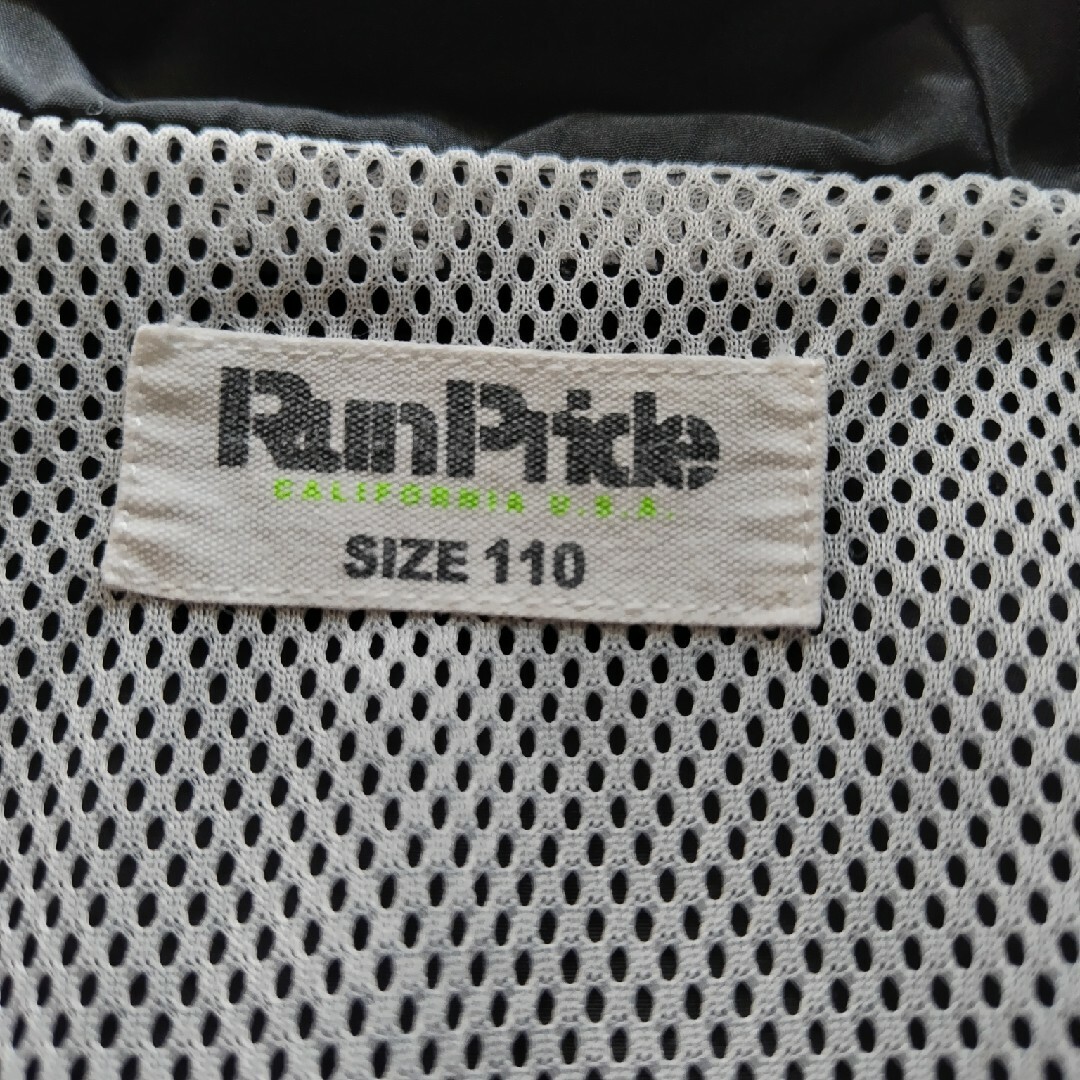 RunPride
CALIFORNIA U.S.A.
SIZE 110